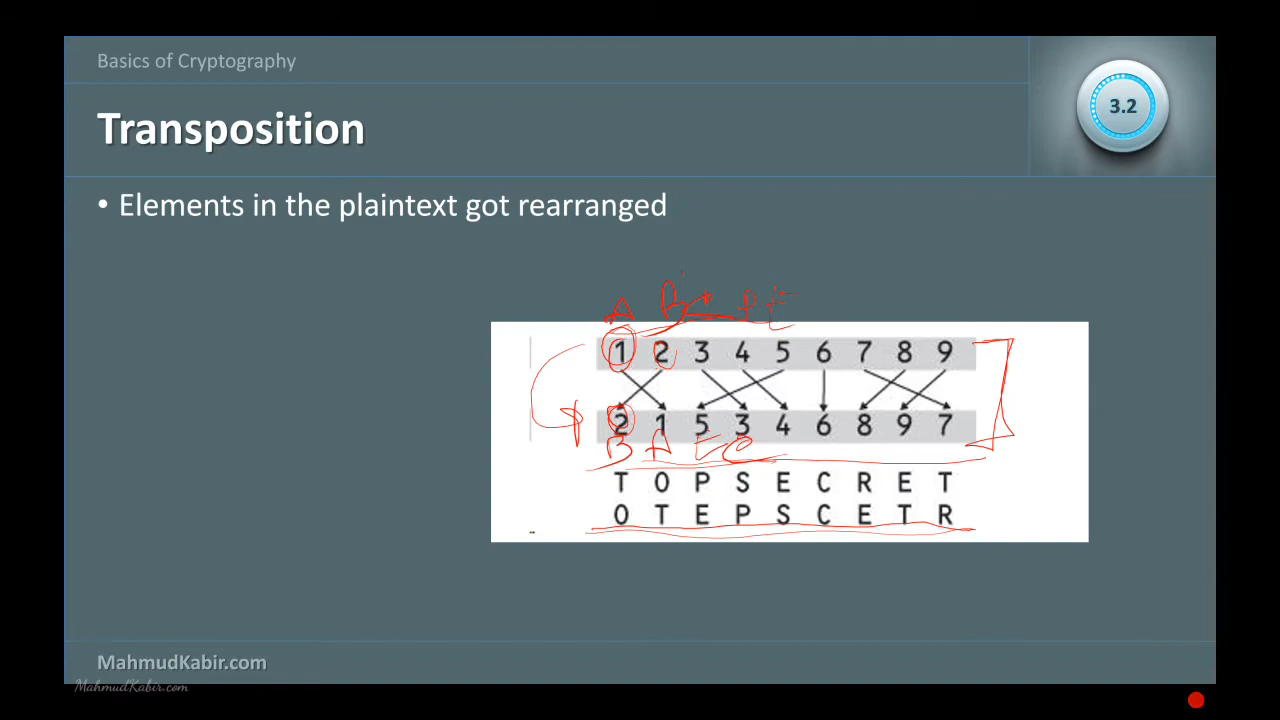 Basics of Cryptography
3.2
Transposition
• Elements in the plaintext got rearranged
A B
1 2 3 4 5 6 7 8 9
2 1 5 3 4 6 8 9 7
B A E
T O P S E C R E T
O T E P S C E T R
MahmudKabir.com
MahmudKabir.com